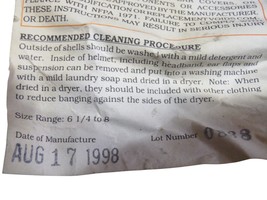 THESE INSTRUCTIONS MAY RESULT IN SERIOUS INJURY
OR DEATH.
RECOMMENDED CLEANING PROCEDURE
Outside of shells should be washed with a mild detergent and
water. Inside of helmet, including headband, ear flaps and
suspension can be removed and put into a washing machine
with a mild laundry soap and dried in a dryer. Note: When
dried in a dryer, they should be included with other clothing
to reduce banging against the sides of the dryer.
Size Range: 6 1/4 to 8
Date of Manufacture Lot Number
AUG 17 1998